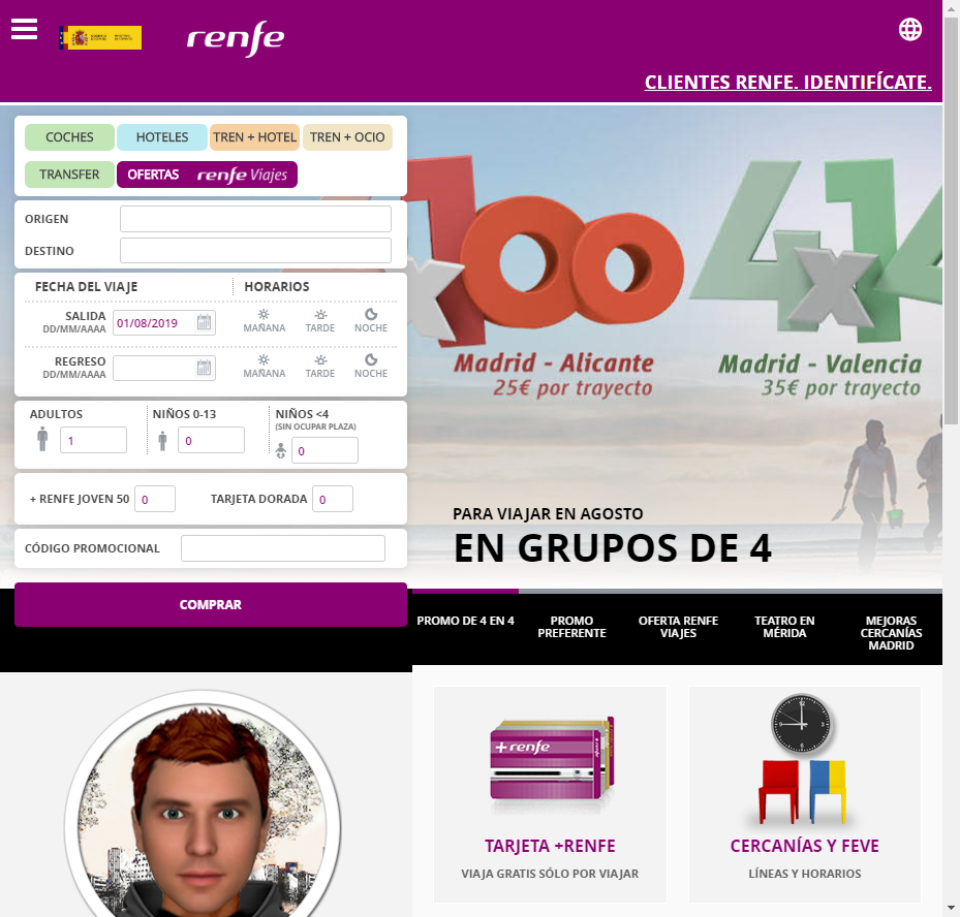 renfe
CLIENTES RENFE. IDENTIFÍCATE.
COCHES
HOTELES
TREN + HOTEL
TREN + OCIO
TRANSFER
OFERTAS renfe Viajes
ORIGEN
DESTINO
FECHA DEL VIAJE
HORARIOS
SALIDA
DD/MM/AAAA
01/08/2019
MAÑANA
TARDE
NOCHE
REGRESO
DD/MM/AAAA
MAÑANA
TARDE
NOCHE
ADULTOS
1
NIÑOS 0-13
0
NIÑOS <4
(SIN OCUPAR PLAZA)
0
+ RENFE JOVEN 50
0
TARJETA DORADA
0
CÓDIGO PROMOCIONAL
COMPRAR
x100
Madrid - Alicante
25€ por trayecto
4x14
Madrid - Valencia
35€ por trayecto
PARA VIAJAR EN AGOSTO
EN GRUPOS DE 4
PROMO DE 4 EN 4
PROMO
PREFERENTE
OFERTA RENFE
VIAJES
TEATRO EN
MÉRIDA
MEJORAS
CERCANÍAS
MADRID
+renfe
TARJETA +RENFE
VIAJA GRATIS SÓLO POR VIAJAR
12
3
6
9
CERCANÍAS Y FEVE
LÍNEAS Y HORARIOS